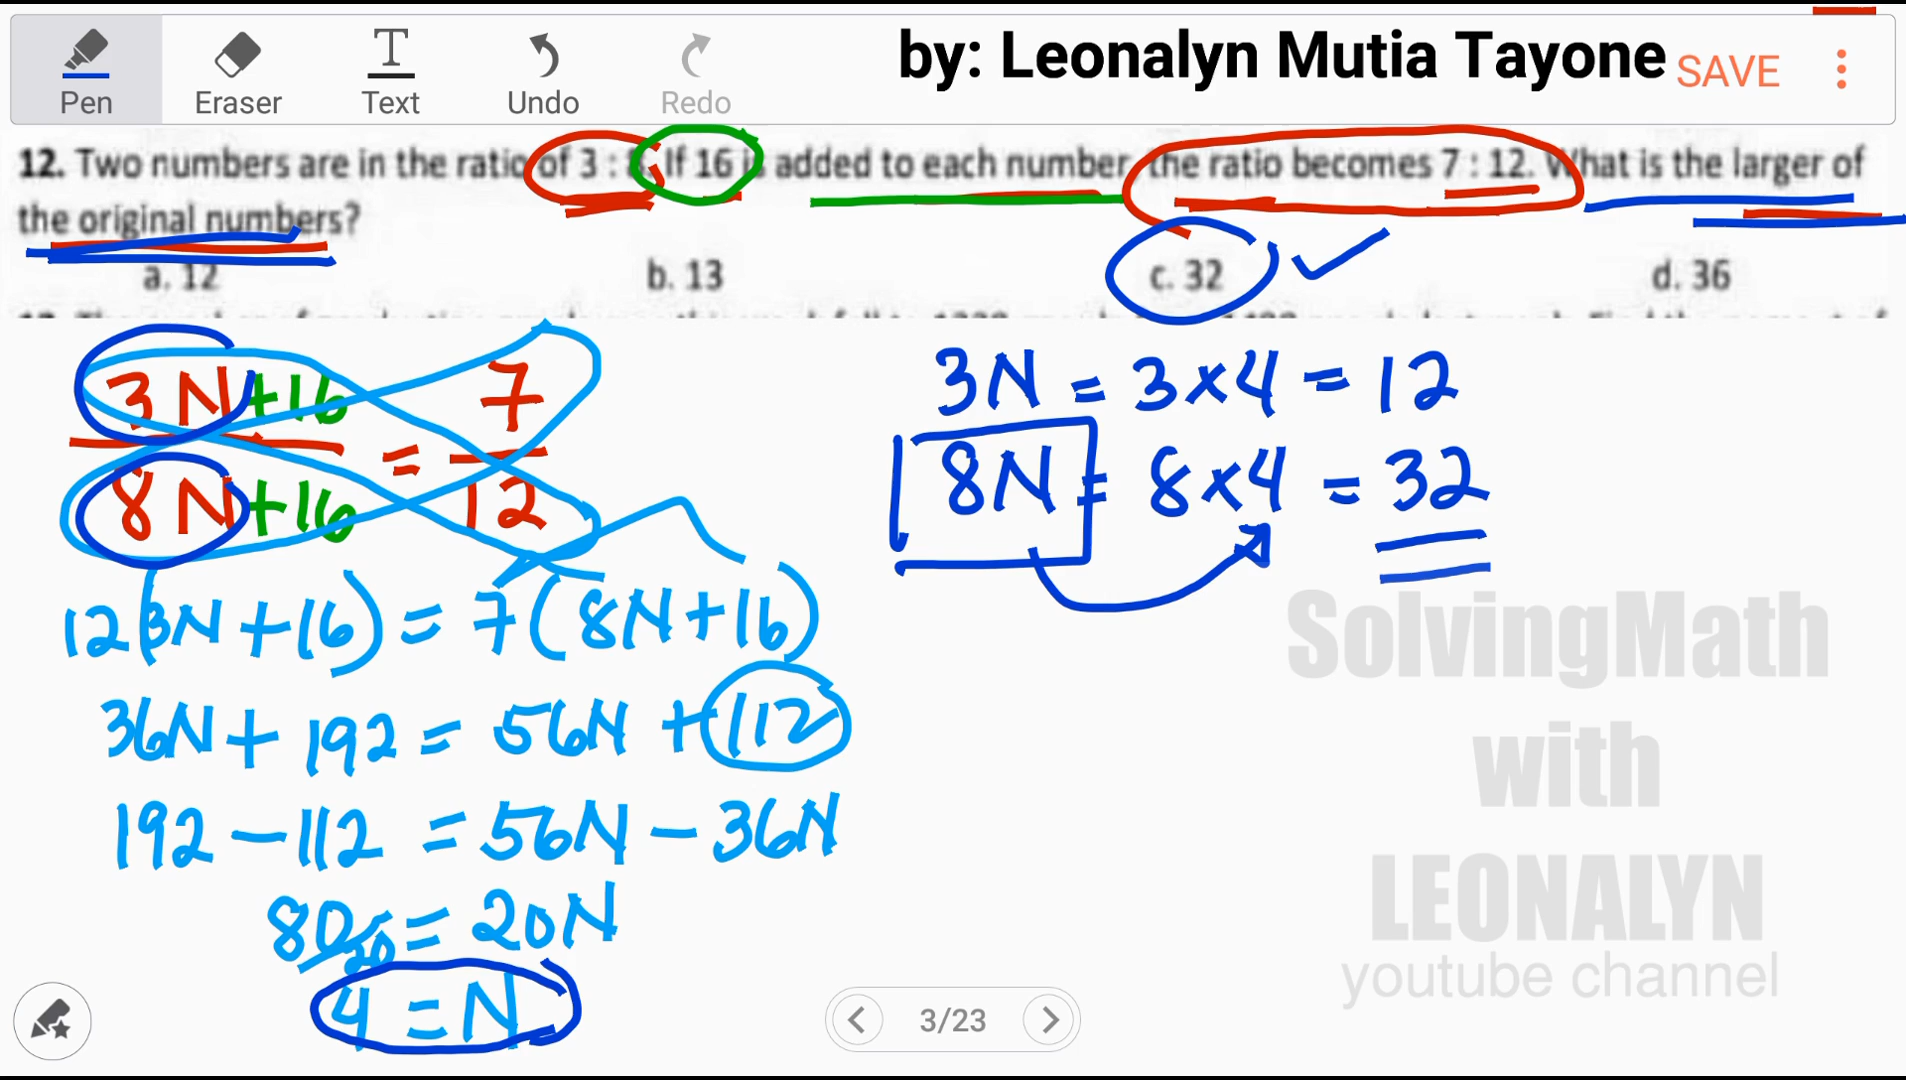 by: Leonalyn Mutia Tayone
SAVE
Pen
Eraser
Text
Undo
Redo
12. Two numbers are in the ratio of 3 : 8. If 16 is added to each number, the ratio becomes 7 : 12. What is the larger of
the original numbers?
a. 12
b. 13
c. 32
d. 36
3N+16 = 7
8N+16 12
12(3N+16) = 7(8N+16)
36N + 192 = 56N + 112
192 - 112 = 56N - 36N
80 = 20N
20
4 = N
3N = 3×4 = 12
8N = 8×4 = 32
SolvingMath
with
LEONALYN
youtube channel
3/23